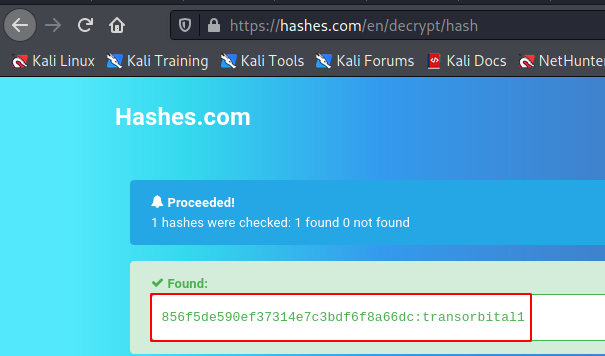 https://hashes.com/en/decrypt/hash
Kali Linux Kali Training Kali Tools Kali Forums Kali Docs NetHunter
Hashes.com
Proceeded!
1 hashes were checked: 1 found 0 not found
Found:
856f5de590ef37314e7c3bdf6f8a66dc:transorbital1